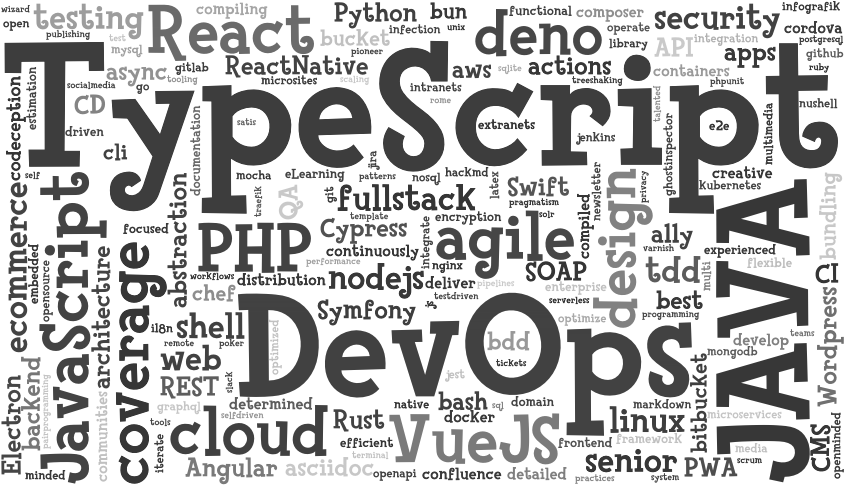 wizard
open
testing
publishing
test
mysql
compiling
React
bucket
pioneer
Python
bun
infection
unix
functional
deno
composer
operate
library
security
API
integration
apps
infografik
cordova
postgresql
github
ruby
async
gitlab
tooling
go
ReactNative
microsites
scaling
aws
sqlite
actions
treeshaking
containers
phpunit
nushell
codeception
estimation
socialmedia
CD
driven
cli
self
TypeScript
satis
intranets
rome
extranets
jenkins
talented
ghostinspector
e2e
multimedia
documentation
mocha
eLearning
patterns
jira
nosql
hackmd
latex
Swift
pragmatism
solr
newsletter
privacy
creative
kubernetes
traefik
QA
git
fullstack
template
encryption
compiled
design
bundling
ecommerce
JavaScript
focused
abstraction
PHP
Cypress
continuously
performance
integrate
agile
nginx
SOAP
ally
varnish
experienced
flexible
JAVA
CI
embedded
opensource
architecture
coverage
workflows
distribution
nodejs
deliver
pipelines
enterprise
serverless
tdd
multi
best
programming
chef
testdriven
Symfony
optimize
i18n
shell
remote
poker
optimized
DevOps
bdd
tickets
develop
teams
mongodb
Wordpress
web
REST
slack
jest
graphql
selfdriven
determined
native
bash
sql
domain
docker
markdown
bitbucket
microservices
Electron
backend
pairprogramming
communities
tools
iterate
cloud
Rust
efficient
terminal
VueJS
frontend
linux
framework
media
scrum
CMS
openminded
minded
Angular
asciidoc
openapi
confluence
detailed
practices
senior
system
PWA